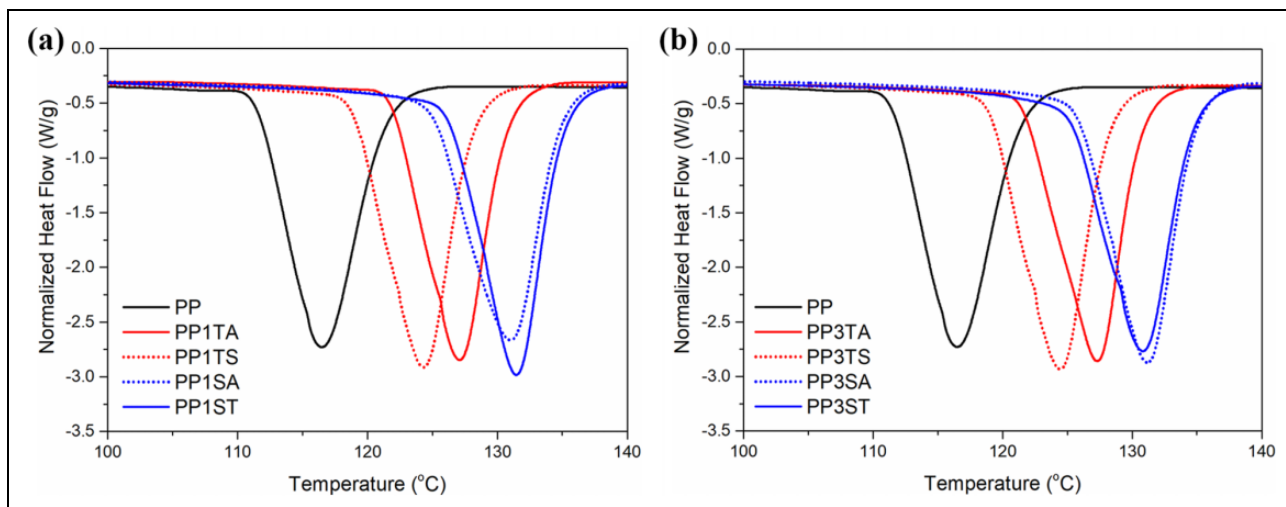 (a)
0.0
-0.5
-1.0
-1.5
-2.0
-2.5
-3.0
-3.5
Normalized Heat Flow (W/g)
PP
PP1TA
PP1TS
PP1SA
PP1ST
100 110 120 130 140
Temperature (°C)
(b)
0.0
-0.5
-1.0
-1.5
-2.0
-2.5
-3.0
-3.5
Normalized Heat Flow (W/g)
PP
PP3TA
PP3TS
PP3SA
PP3ST
100 110 120 130 140
Temperature (°C)